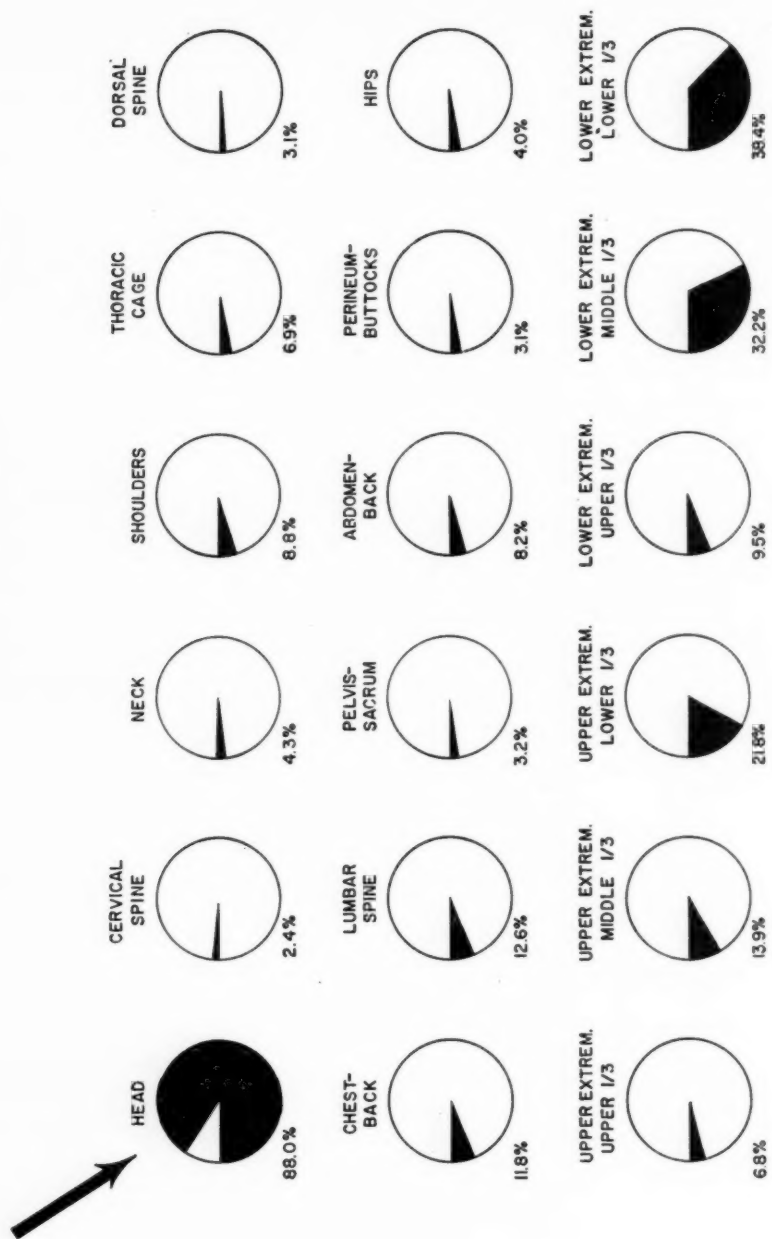 HEAD
88.0%
CERVICAL
SPINE
2.4%
NECK
4.3%
SHOULDERS
8.8%
THORACIC
CAGE
6.9%
DORSAL
SPINE
3.1%
CHEST-
BACK
11.8%
LUMBAR
SPINE
12.6%
PELVIS-
SACRUM
3.2%
ABDOMEN-
BACK
8.2%
PERINEUM-
BUTTOCKS
3.1%
HIPS
4.0%
UPPER EXTREM.
UPPER 1/3
6.8%
UPPER EXTREM.
MIDDLE 1/3
13.9%
UPPER EXTREM.
LOWER 1/3
21.8%
LOWER EXTREM.
UPPER 1/3
9.5%
LOWER EXTREM.
MIDDLE 1/3
32.2%
LOWER EXTREM.
LOWER 1/3
38.4%